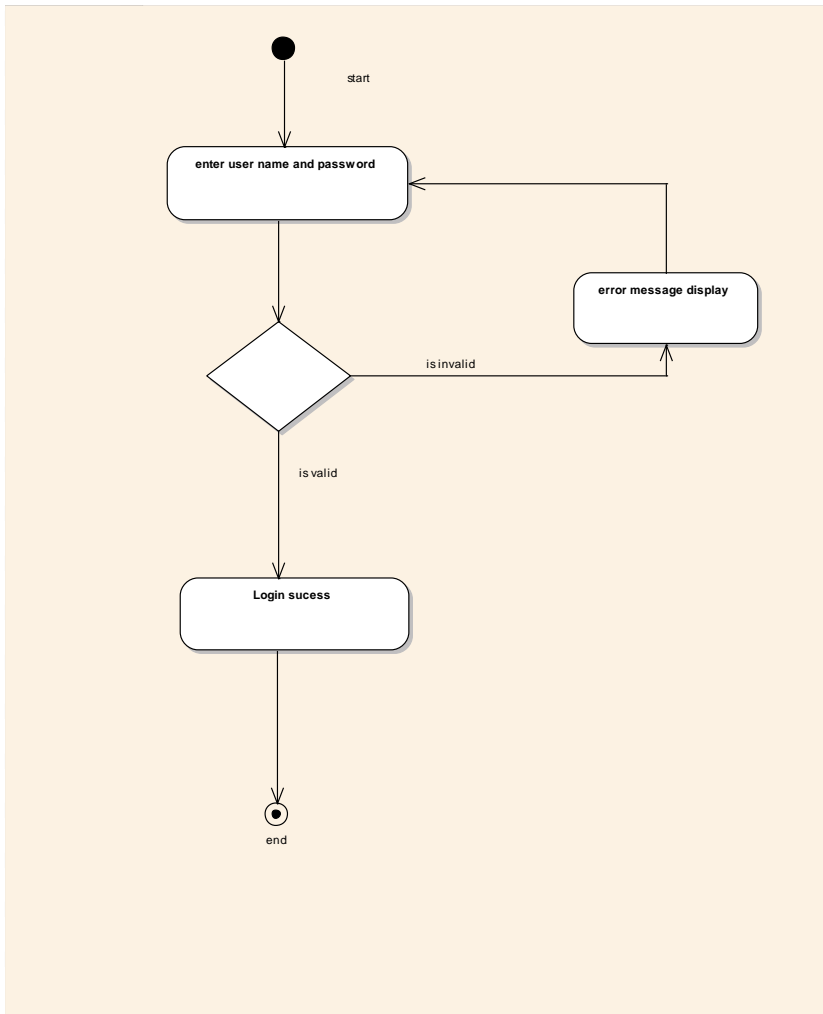 start
enter user name and password
error message display
is invalid
is valid
Login sucess
end